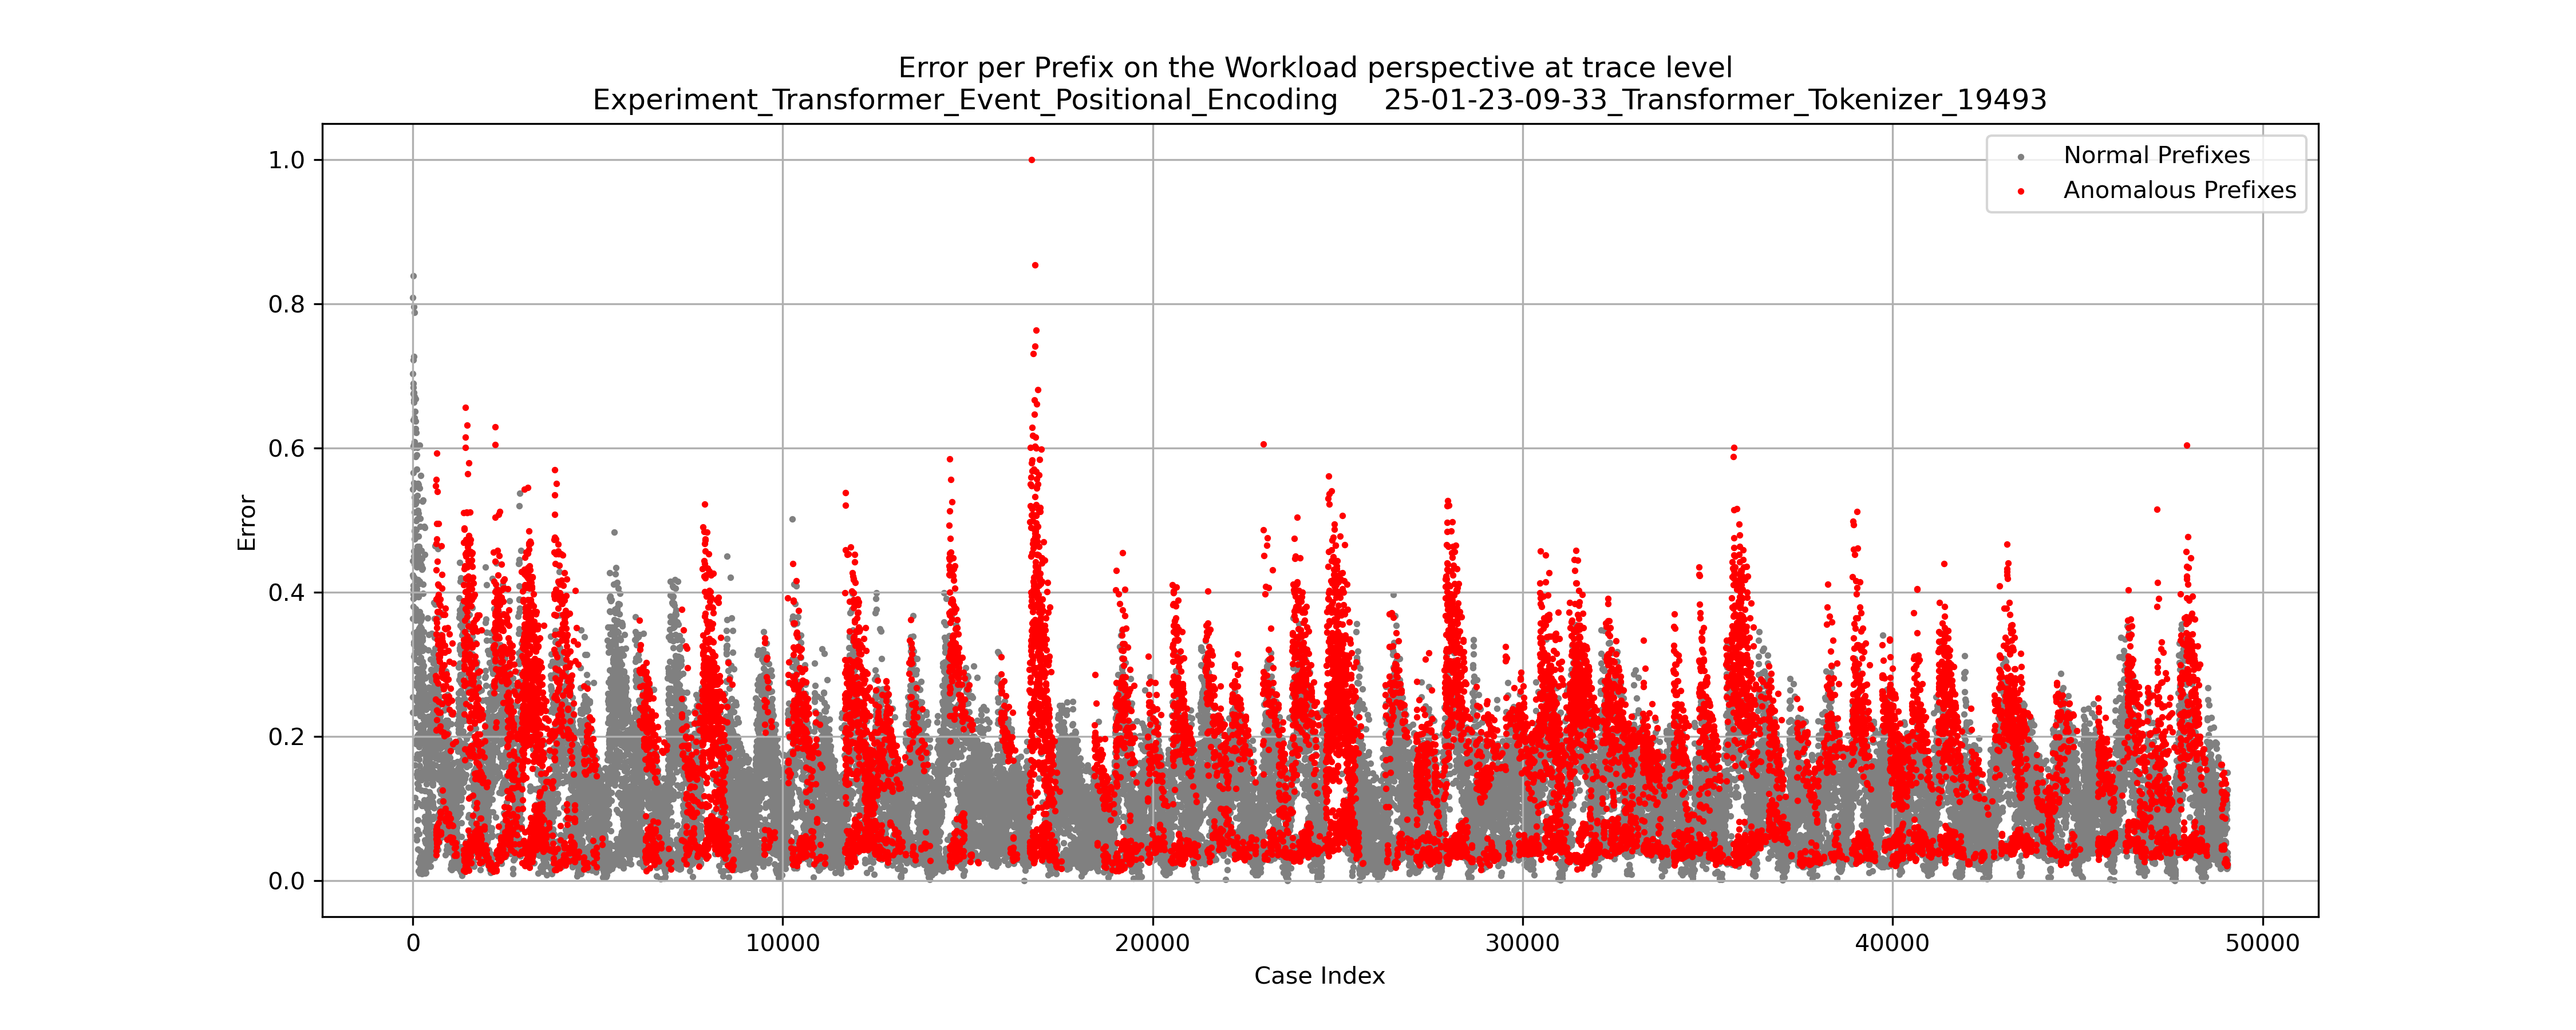 Error per Prefix on the Workload perspective at trace level
Experiment_Transformer_Event_Positional_Encoding 25-01-23-09-33_Transformer_Tokenizer_19493
Normal Prefixes
Anomalous Prefixes
1.0
0.8
0.6
0.4
0.2
0.0
Error
0 10000 20000 30000 40000 50000
Case Index